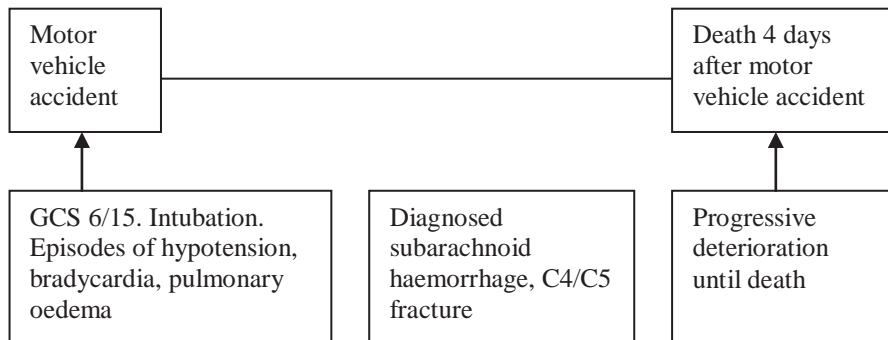 Motor
vehicle
accident
Death 4 days
after motor
vehicle accident
GCS 6/15. Intubation.
Episodes of hypotension,
bradycardia, pulmonary
oedema
Diagnosed
subarachnoid
haemorrhage, C4/C5
fracture
Progressive
deterioration
until death